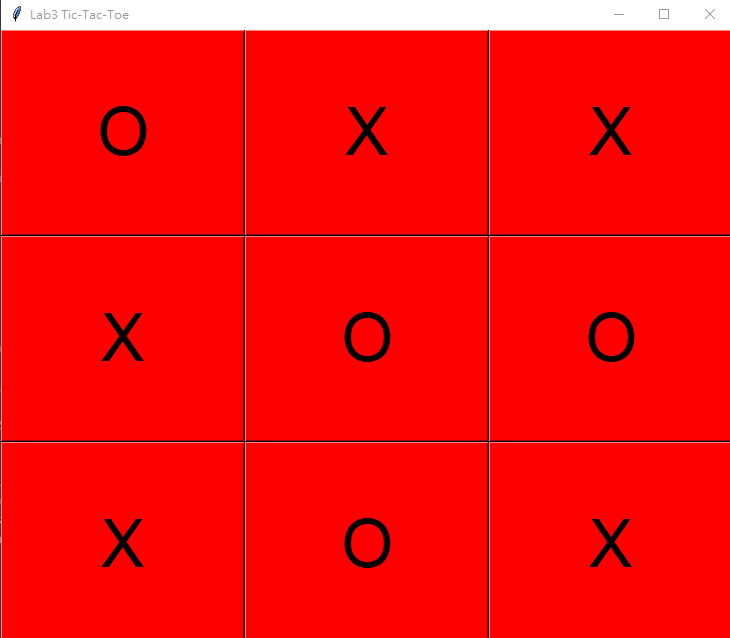 Lab3 Tic-Tac-Toe
O X X
X O O
X O X